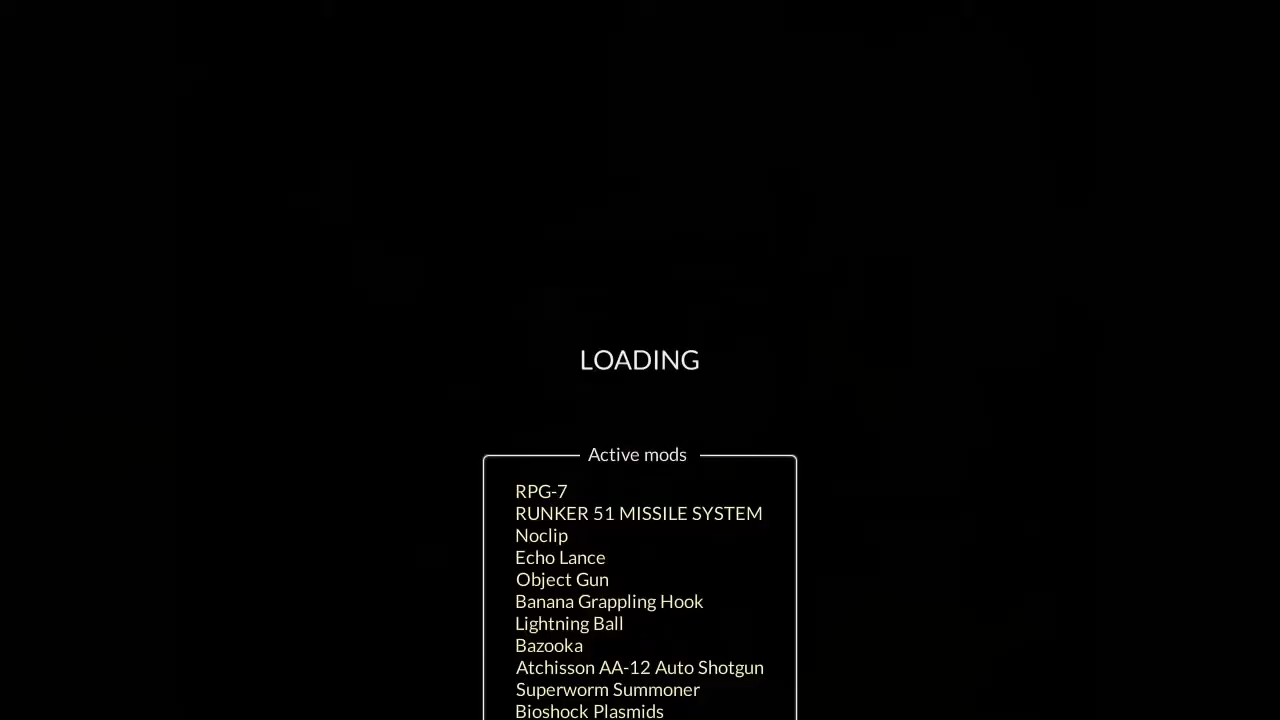 LOADING
Active mods
RPG-7
RUNKER 51 MISSILE SYSTEM
Noclip
Echo Lance
Object Gun
Banana Grappling Hook
Lightning Ball
Bazooka
Atchisson AA-12 Auto Shotgun
Superworm Summoner
Bioshock Plasmids